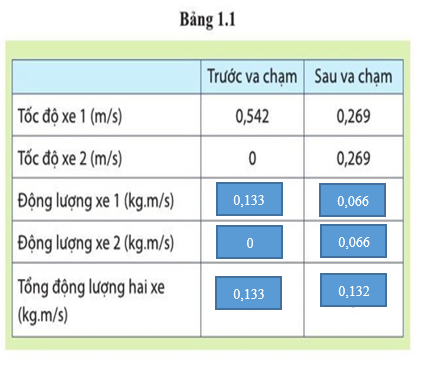 Bảng 1.1
Trước va chạm Sau va chạm
Tốc độ xe 1 (m/s) 0,542 0,269
Tốc độ xe 2 (m/s) 0 0,269
Động lượng xe 1 (kg.m/s) 0,133 0,066
Động lượng xe 2 (kg.m/s) 0 0,066
Tổng động lượng hai xe 0,133 0,132
(kg.m/s)